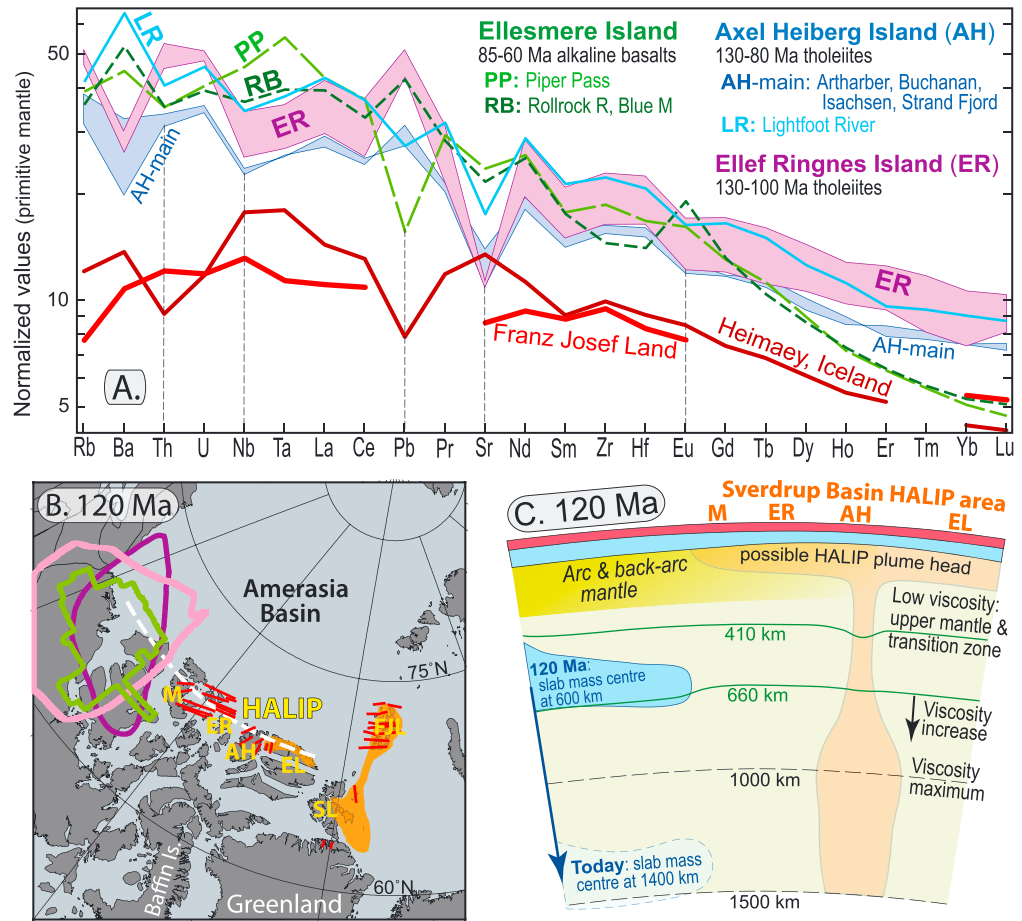 Normalized values (primitive mantle)
50
10
5
LR
PP
RB
ER
AH-main
Ellesmere Island
85-60 Ma alkaline basalts
PP: Piper Pass
RB: Rollrock R, Blue M
Axel Heiberg Island (AH)
130-80 Ma tholeiites
AH-main: Artharber, Buchanan,
Isachsen, Strand Fjord
LR: Lightfoot River
Ellef Ringnes Island (ER)
130-100 Ma tholeiites
ER
AH-main
Franz Josef Land
Heimaey, Iceland
A.
Rb Ba Th U Nb Ta La Ce Pb Pr Sr Nd Sm Zr Hf Eu Gd Tb Dy Ho Er Tm Yb Lu
B. 120 Ma
Amerasia
Basin
75°N
M
HALIP
ER
AH
EL
FJL
SL
Baffin Is.
Greenland
60°N
C. 120 Ma
Sverdrup Basin HALIP area
M ER AH EL
possible HALIP plume head
Arc & back-arc
mantle
Low viscosity:
upper mantle &
transition zone
410 km
120 Ma:
slab mass centre
at 600 km
660 km
Viscosity
increase
1000 km
Viscosity
maximum
Today: slab mass
centre at 1400 km
1500 km